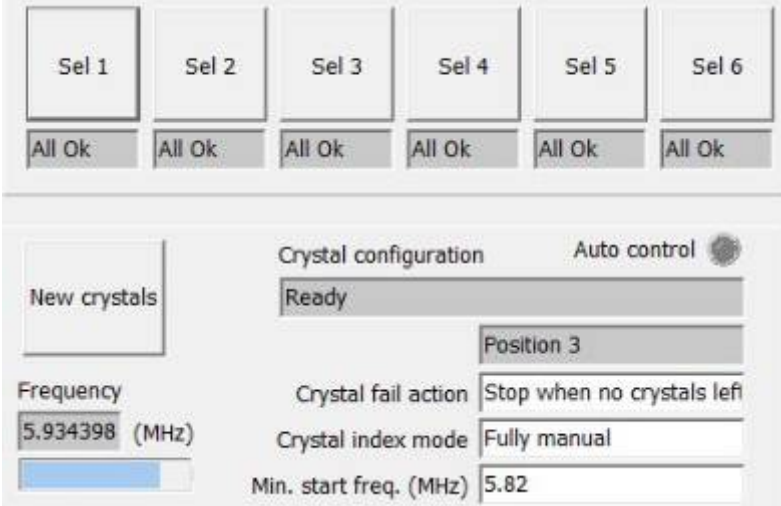 Sel 1 Sel 2 Sel 3 Sel 4 Sel 5 Sel 6
All Ok All Ok All Ok All Ok All Ok All Ok
Crystal configuration Auto control
New crystals Ready
Position 3
Frequency Crystal fail action Stop when no crystals left
5.934398 (MHz) Crystal index mode Fully manual
Min. start freq. (MHz) 5.82